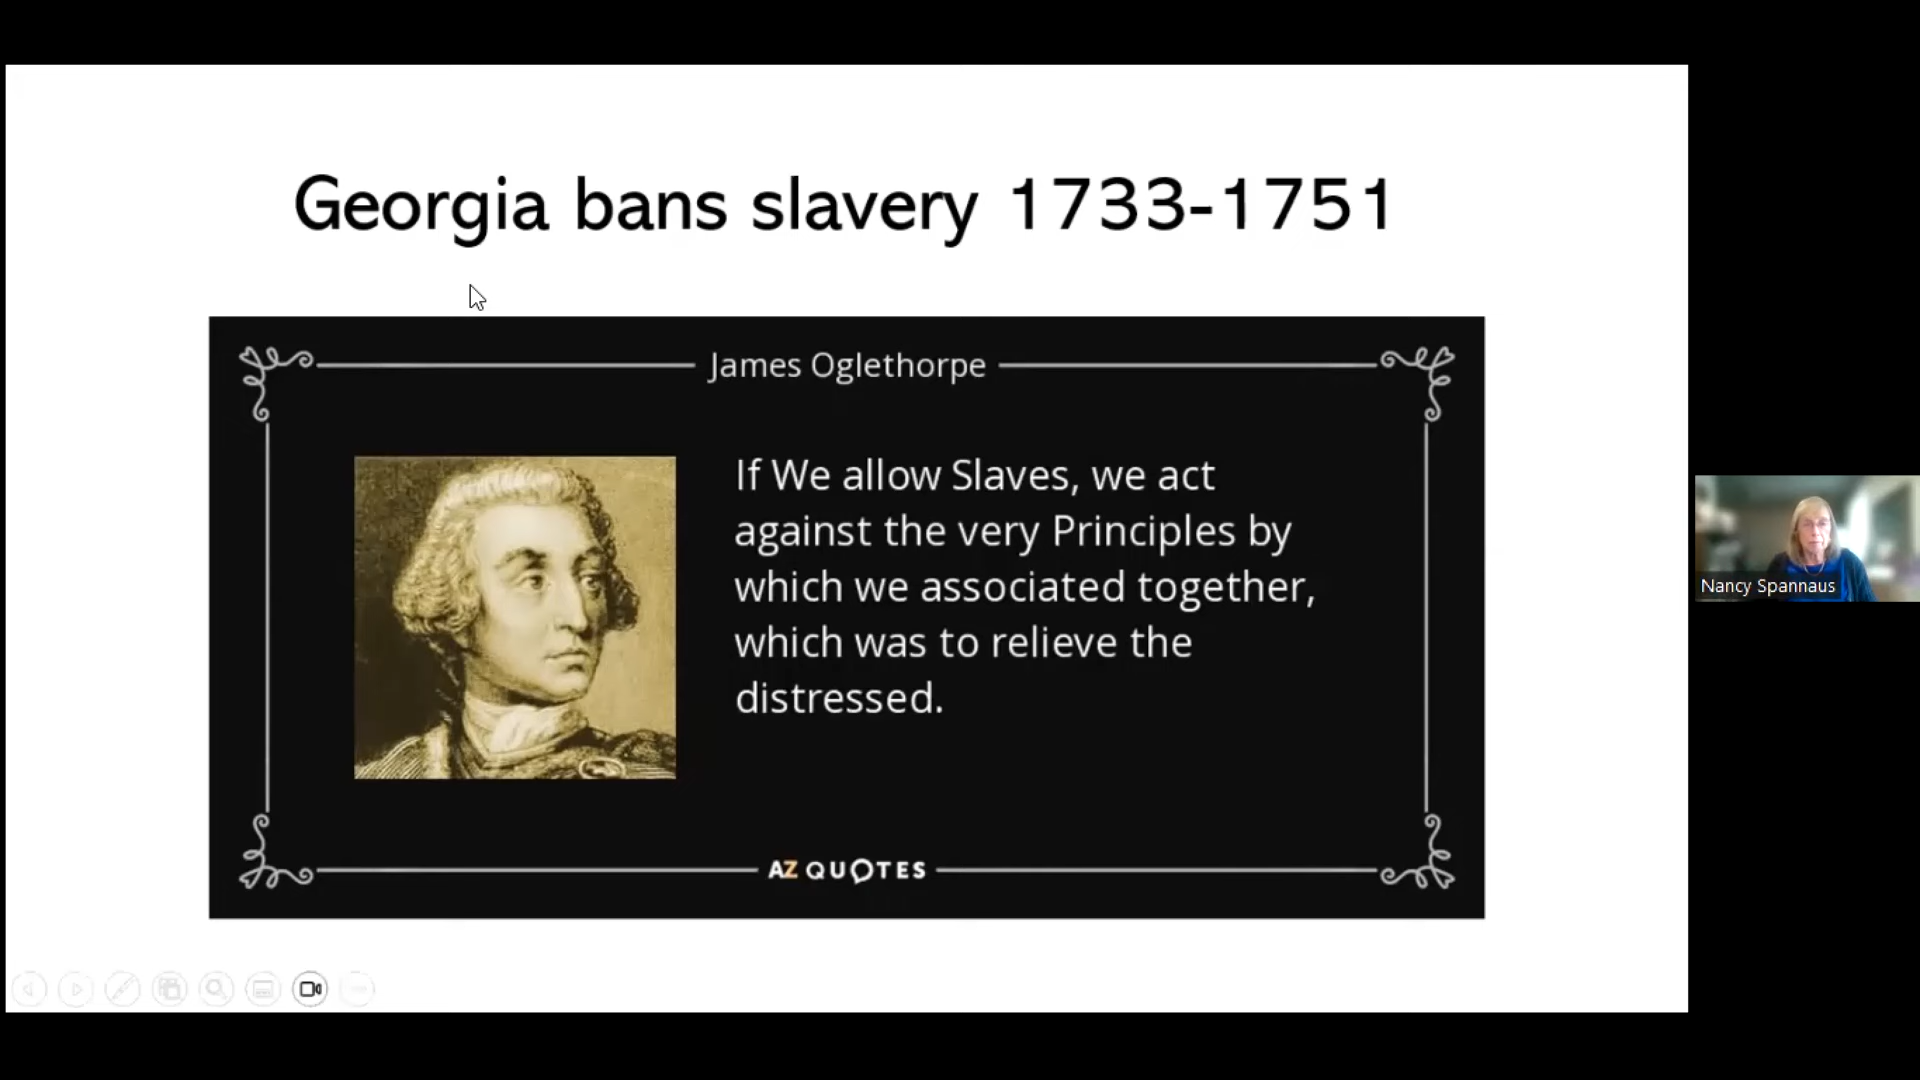 Georgia bans slavery 1733-1751
James Oglethorpe
If We allow Slaves, we act
against the very Principles by
which we associated together,
which was to relieve the
distressed.
AZ QUOTES
Nancy Spannaus